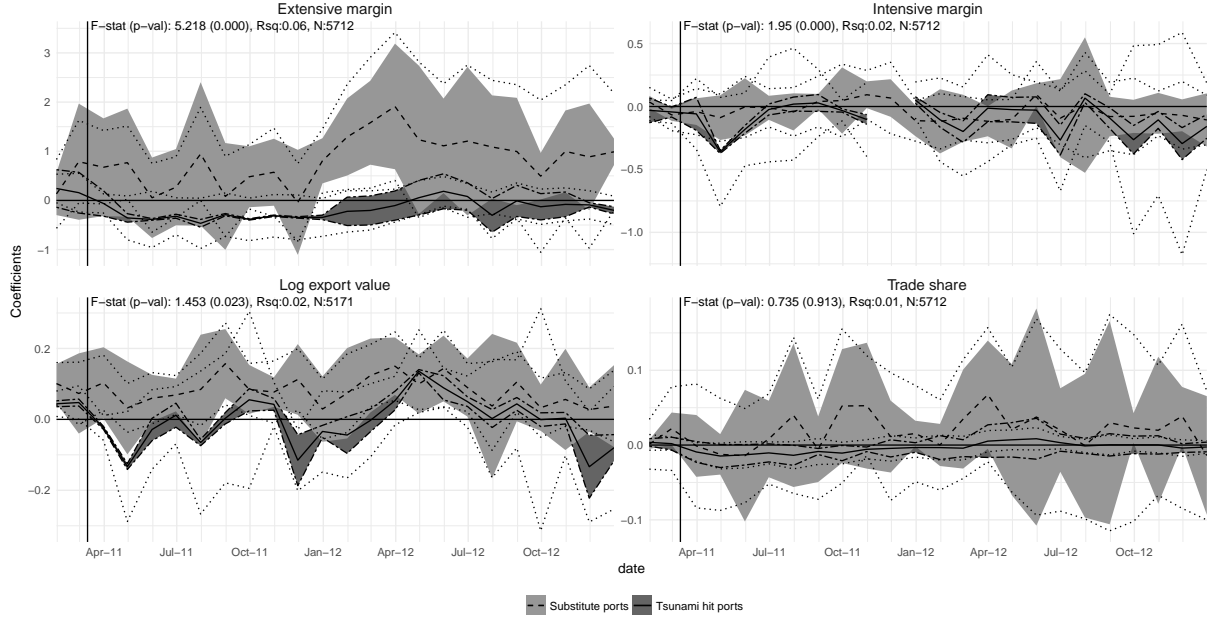 Extensive margin
F−stat (p−val): 5.218 (0.000), Rsq:0.06, N:5712
3
2
1
0
−1
Intensive margin
F−stat (p−val): 1.95 (0.000), Rsq:0.02, N:5712
0.5
0.0
−0.5
−1.0
Coefficients
Log export value
F−stat (p−val): 1.453 (0.023), Rsq:0.02, N:5171
0.2
0.0
−0.2
Apr−11 Jul−11 Oct−11 Jan−12 Apr−12 Jul−12 Oct−12
Trade share
F−stat (p−val): 0.735 (0.913), Rsq:0.01, N:5712
0.1
0.0
−0.1
Apr−11 Jul−11 Oct−11 Jan−12 Apr−12 Jul−12 Oct−12
date
Substitute ports Tsunami hit ports